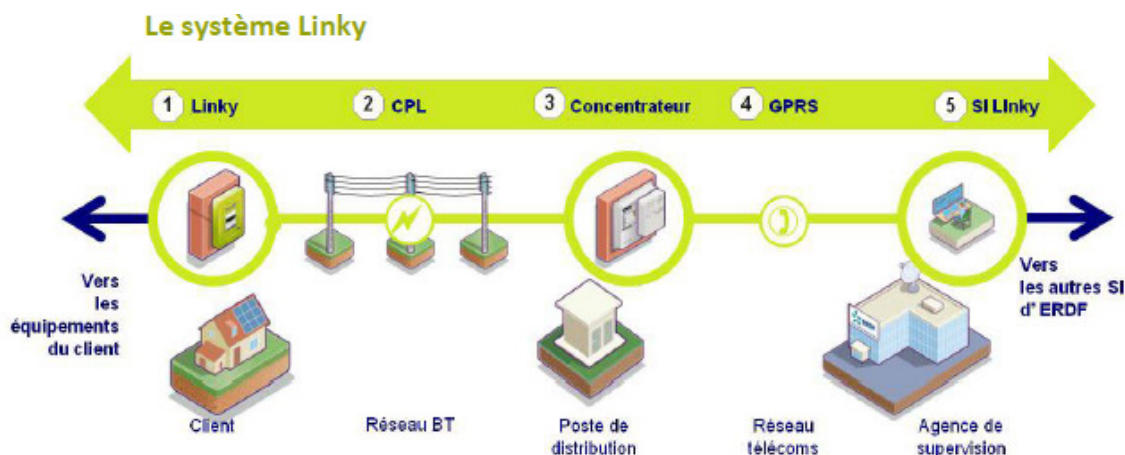 Le système Linky
1 Linky
2 CPL
3 Concentrateur
4 GPRS
5 SI LInky
Vers
les
équipements
du client
Vers
les autres SI
d'ERDF
Client
Réseau BT
Poste de
distribution
Réseau
télécoms
Agence de
supervision